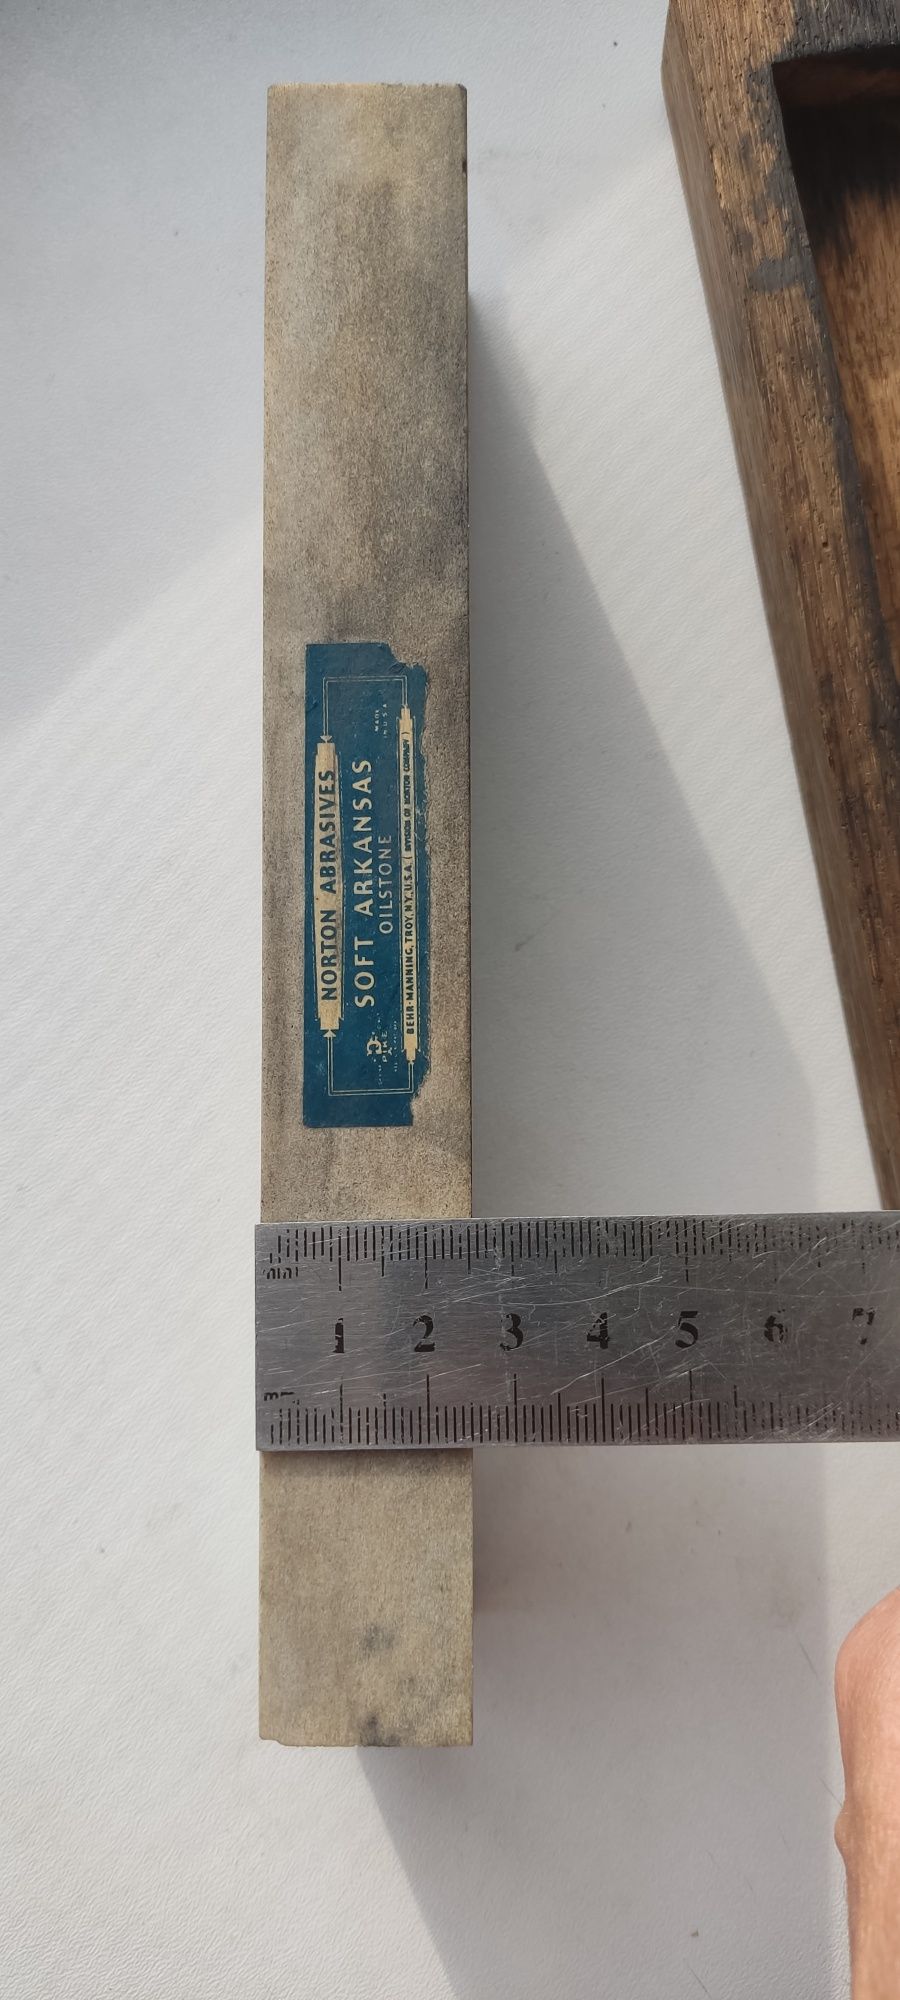 NORTON ABRASIVES
SOFT ARKANSAS
OILSTONE
MADE
IN U.S.A.
PIKE
BEHR-MANNING, TROY, N.Y., U.S.A. ( DIVISION OF NORTON COMPANY )
1 2 3 4 5 6 7